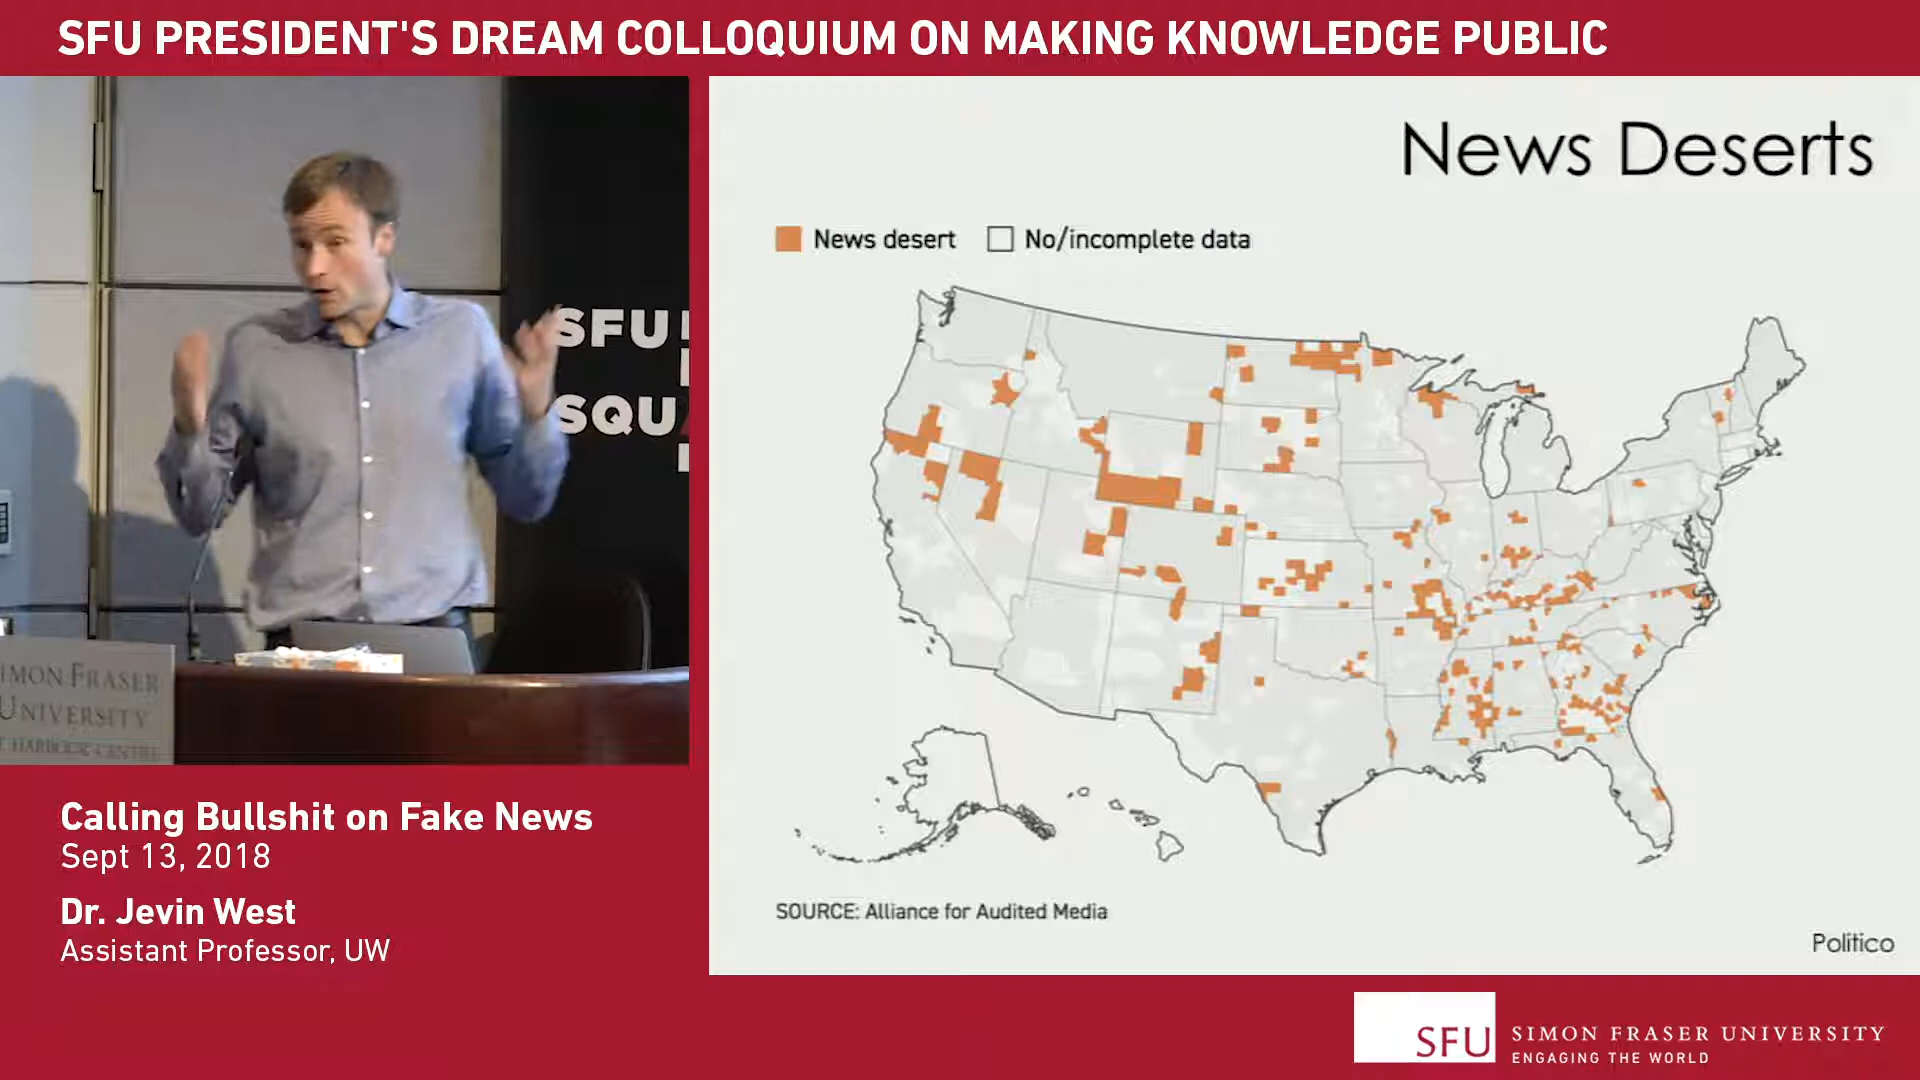 SFU PRESIDENT'S DREAM COLLOQUIUM ON MAKING KNOWLEDGE PUBLIC
SFU
SQU
IMON FRASER
UNIVERSITY
HARBOUR CENTRE
News Deserts
News desert
No/incomplete data
SOURCE: Alliance for Audited Media
Politico
Calling Bullshit on Fake News
Sept 13, 2018
Dr. Jevin West
Assistant Professor, UW
SFU
SIMON FRASER UNIVERSITY
ENGAGING THE WORLD